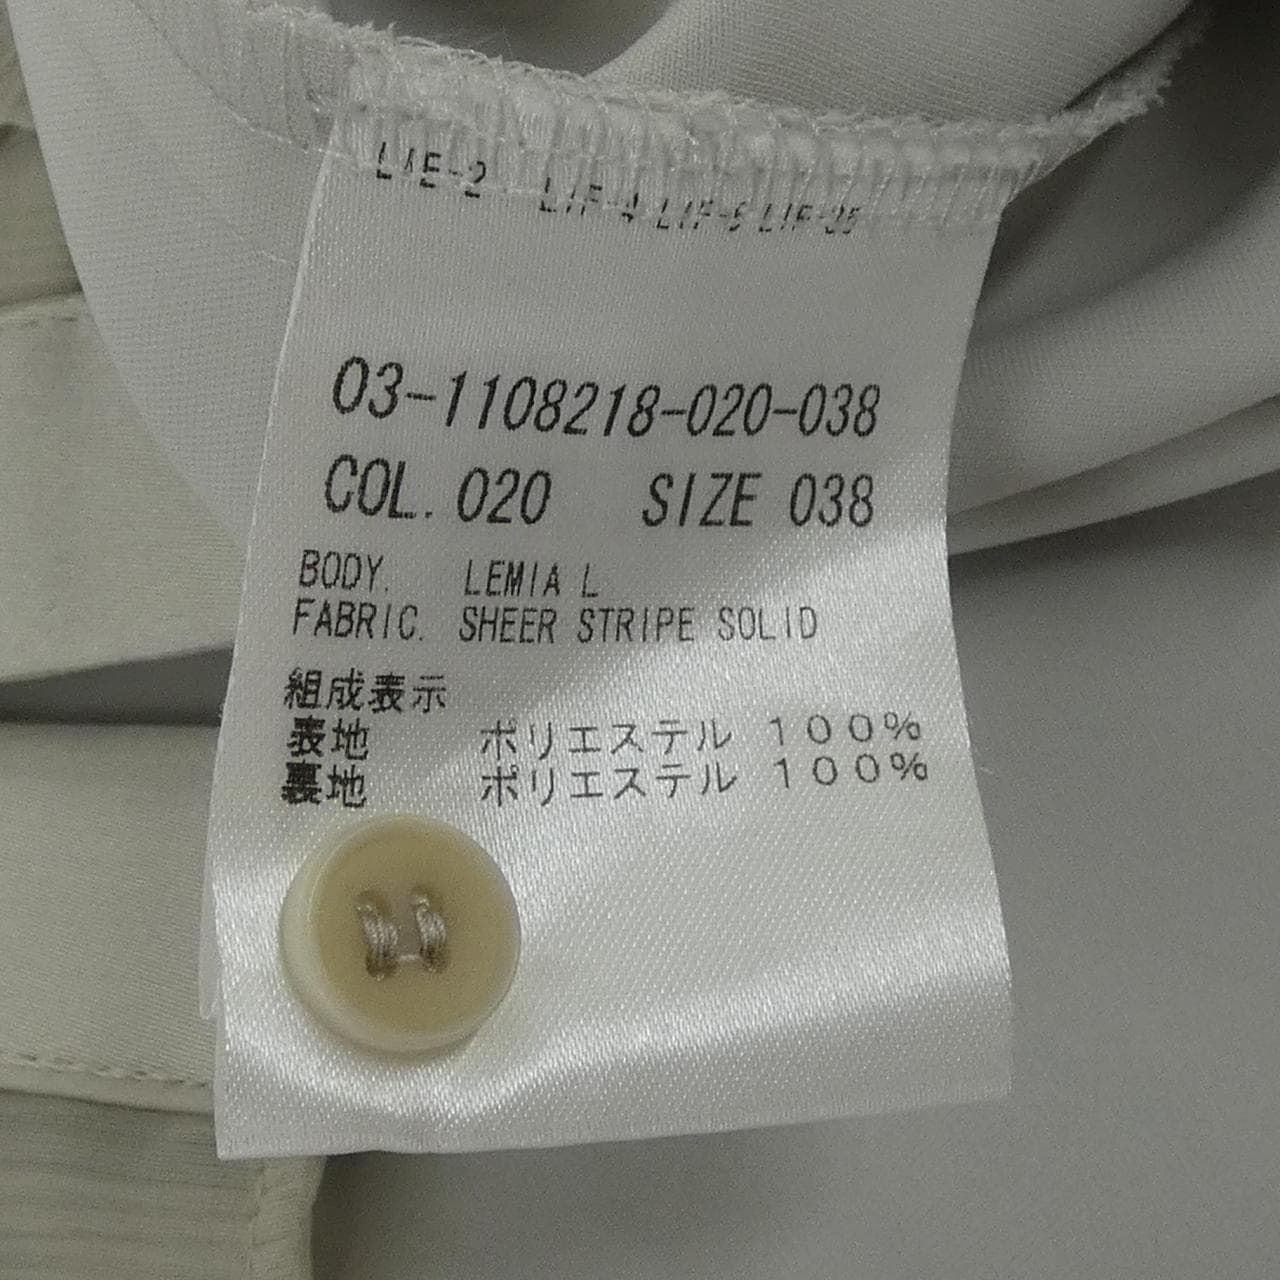 03-1108218-020-038
COL. 020 SIZE 038
BODY. LEMIA L
FABRIC. SHEER STRIPE SOLID
組成表示
表地 ポリエステル 100%
裏地 ポリエステル 100%